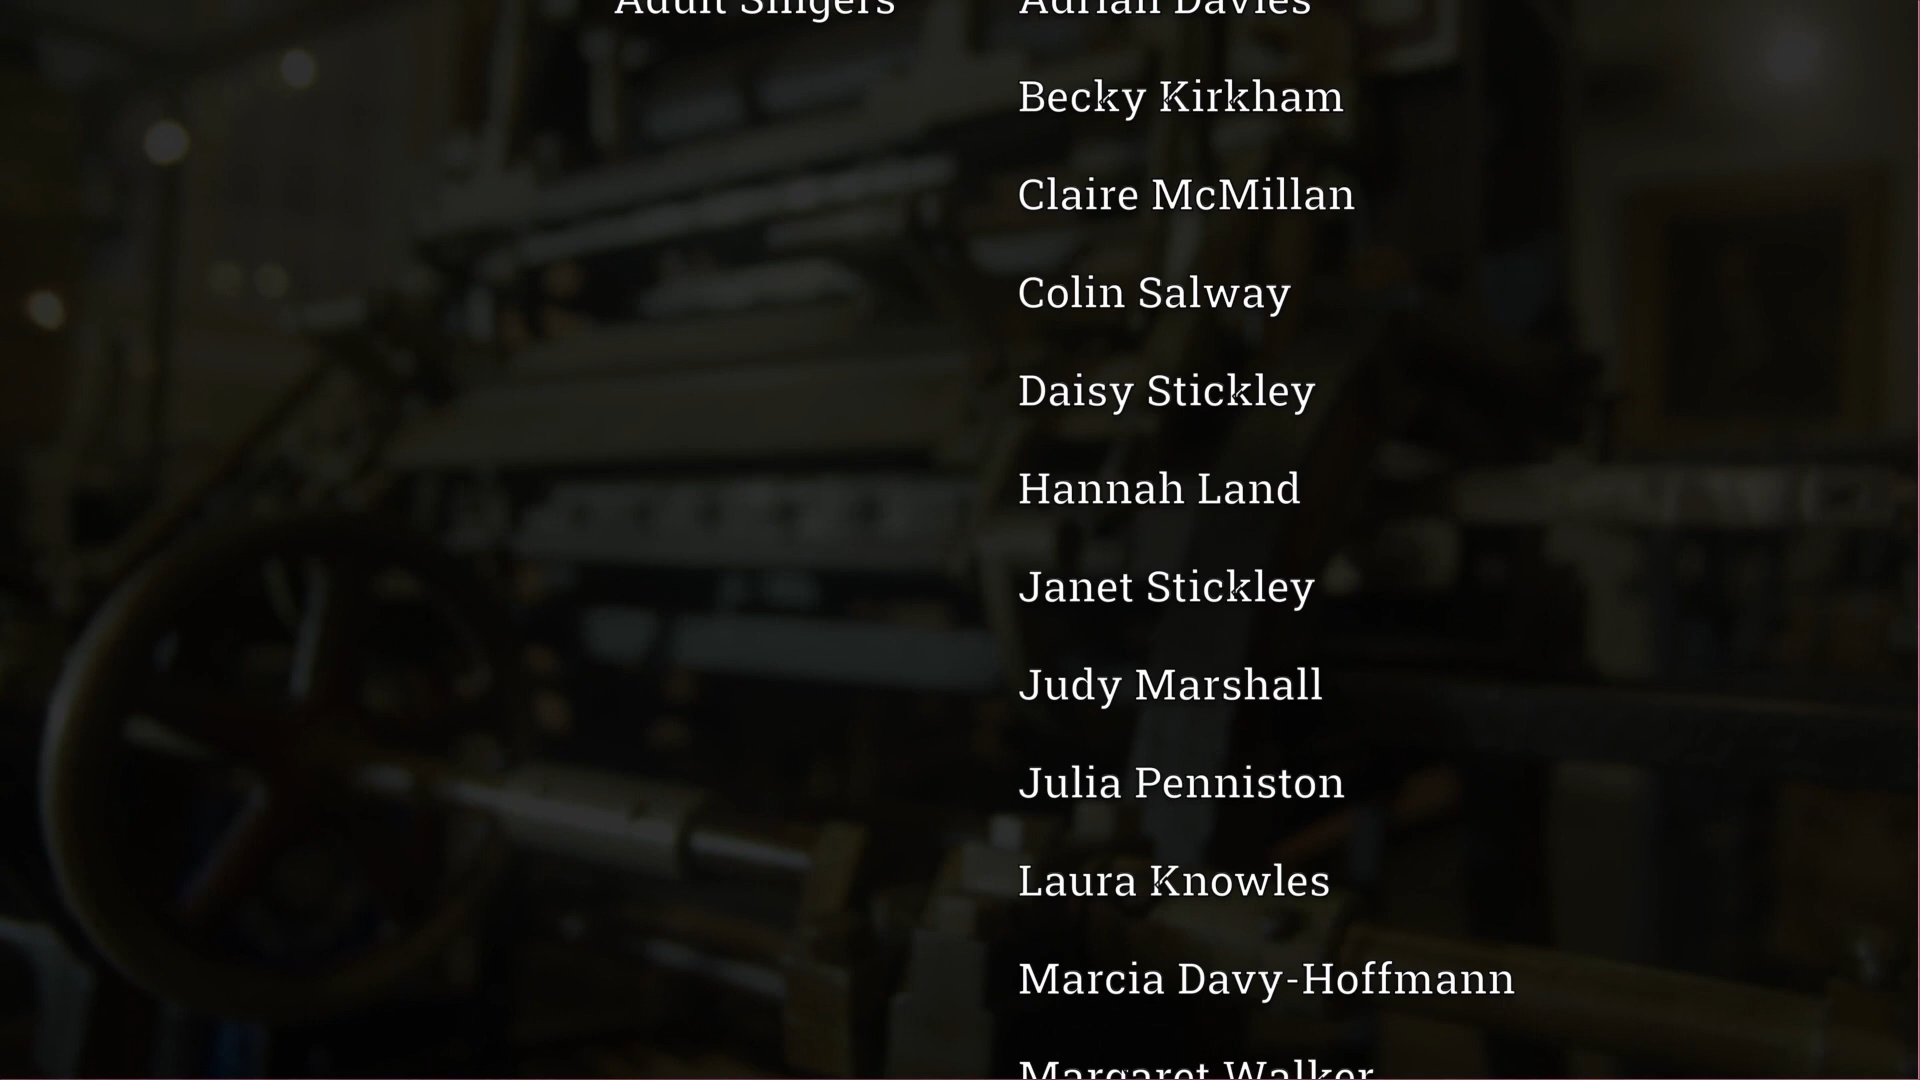 Adult Singers Adrian Davies
Becky Kirkham
Claire McMillan
Colin Salway
Daisy Stickley
Hannah Land
Janet Stickley
Judy Marshall
Julia Penniston
Laura Knowles
Marcia Davy-Hoffmann
Margaret Walker